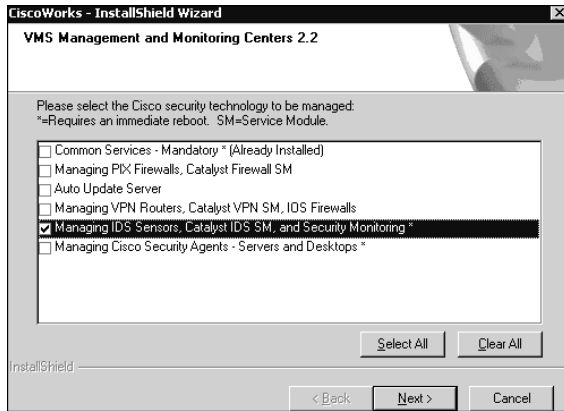 CiscoWorks - InstallShield Wizard
VMS Management and Monitoring Centers 2.2
Please select the Cisco security technology to be managed:
*=Requires an immediate reboot. SM=Service Module.
Common Services - Mandatory * (Already Installed)
Managing PIX Firewalls, Catalyst Firewall SM
Auto Update Server
Managing VPN Routers, Catalyst VPN SM, IOS Firewalls
Managing IDS Sensors, Catalyst IDS SM, and Security Monitoring *
Managing Cisco Security Agents - Servers and Desktops *
Select All Clear All
InstallShield
< Back Next > Cancel